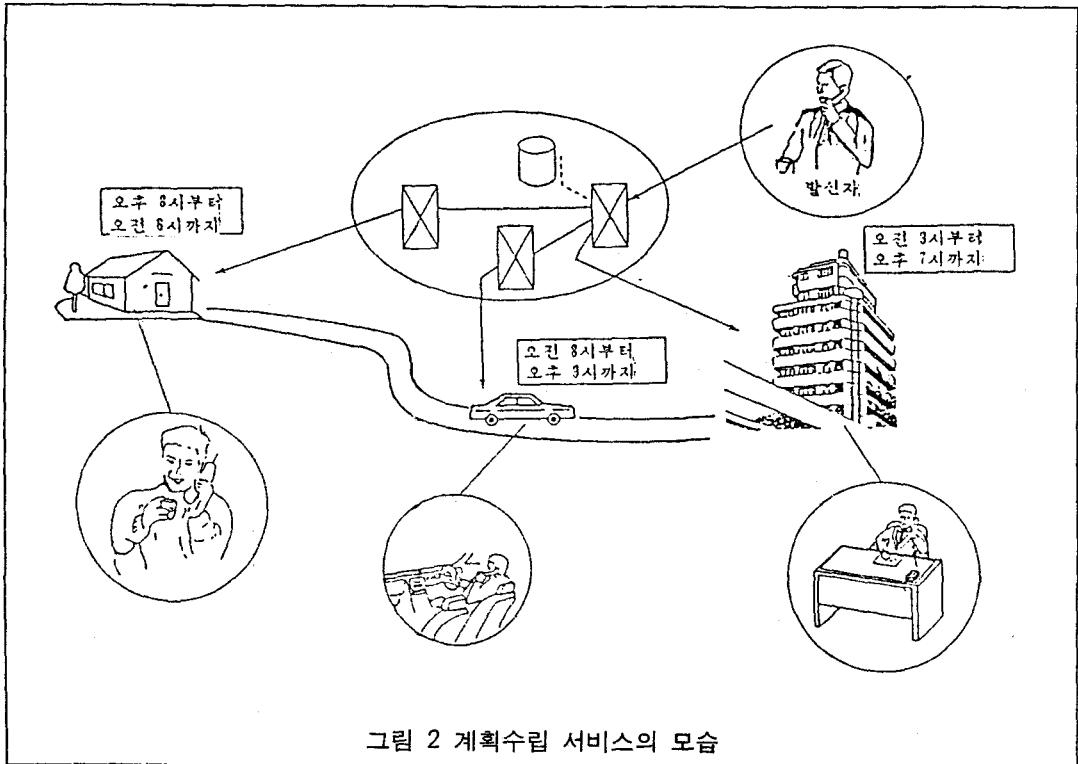 발신자
오후 8시부터
오전 6시까지
오전 3시부터
오후 7시까지
오전 8시부터
오후 3시까지
그림 2 계획수립 서비스의 모습